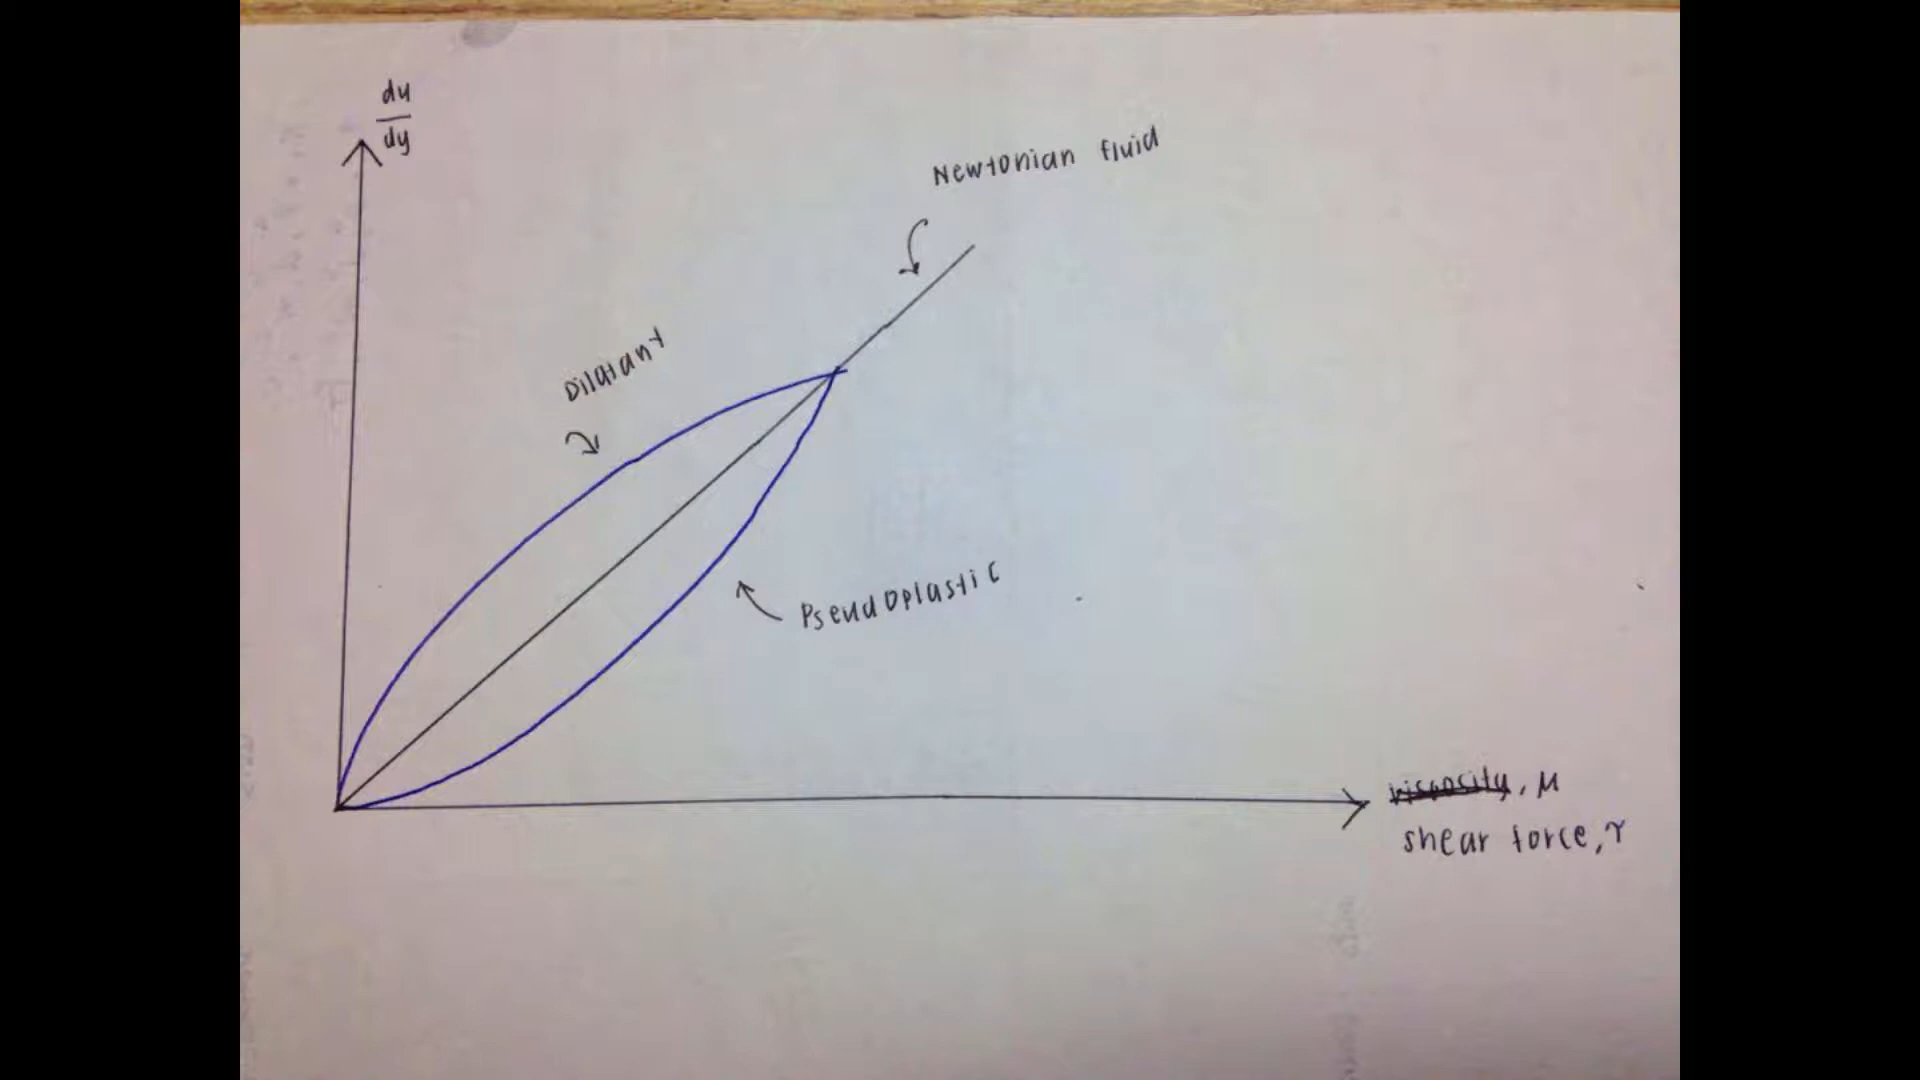 du
dy
Newtonian fluid
Dilatant
Pseudoplastic
viscosity, μ
shear force, τ